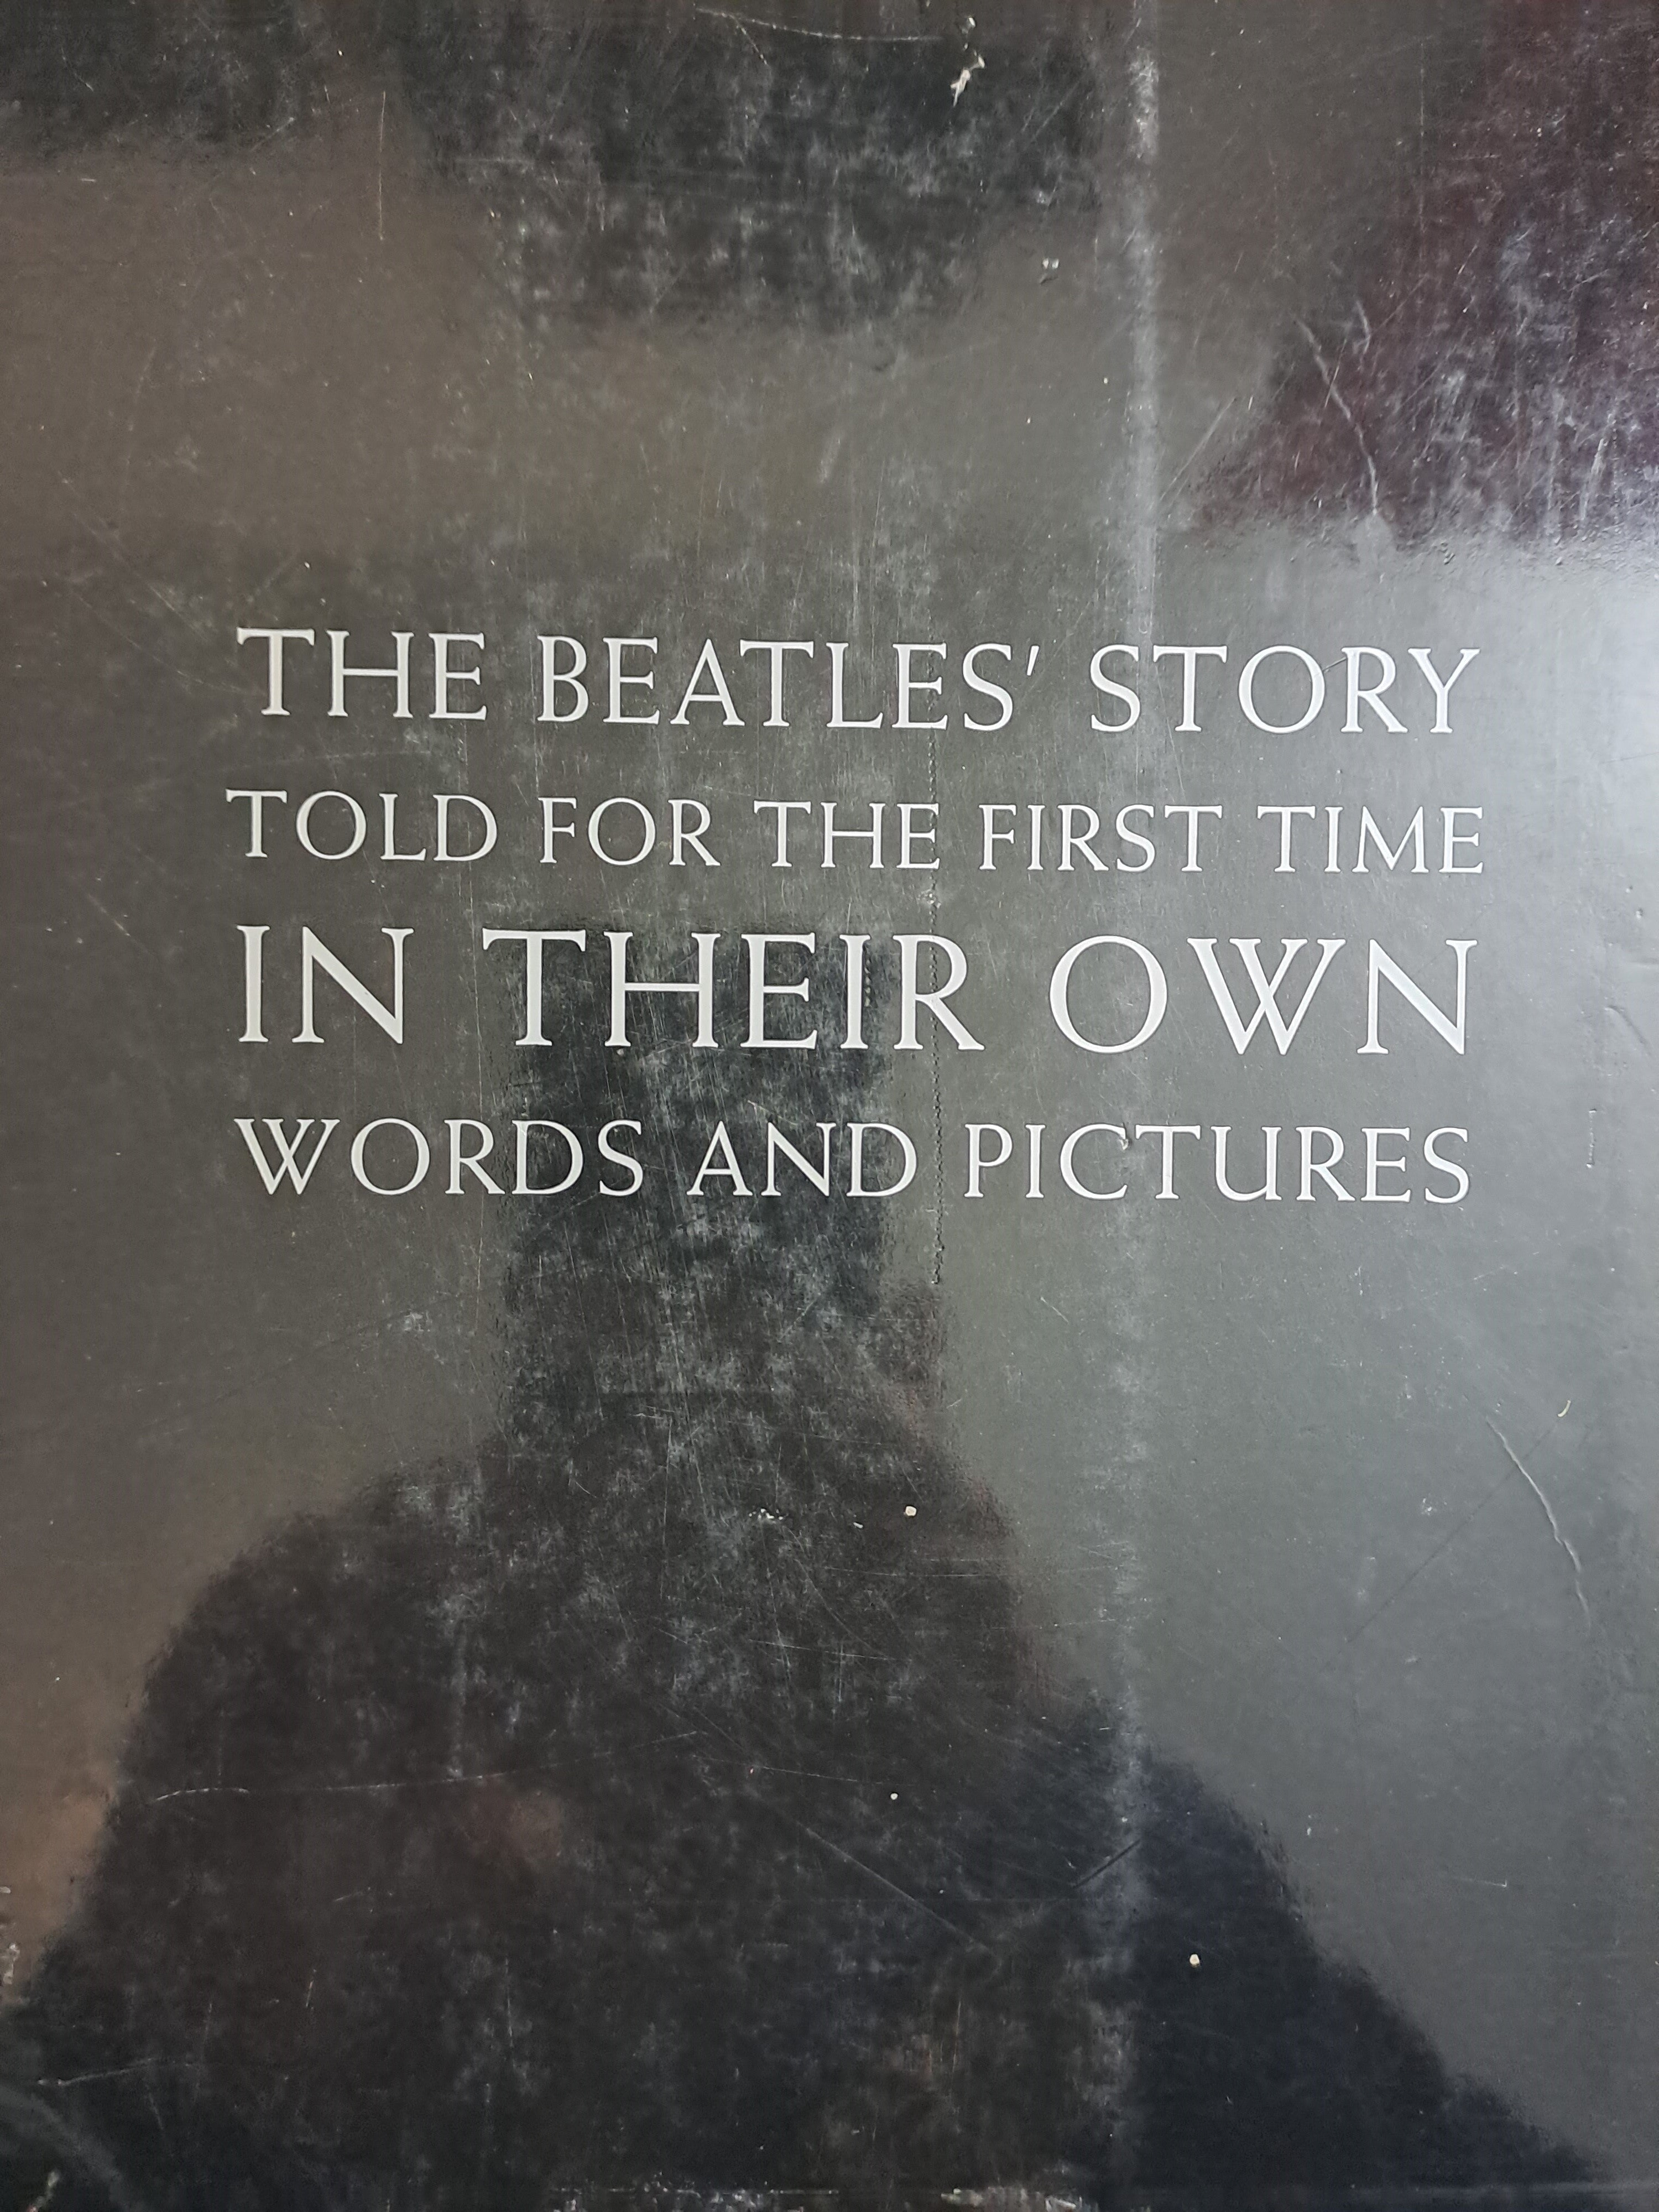 THE BEATLES' STORY
TOLD FOR THE FIRST TIME
IN THEIR OWN
WORDS AND PICTURES